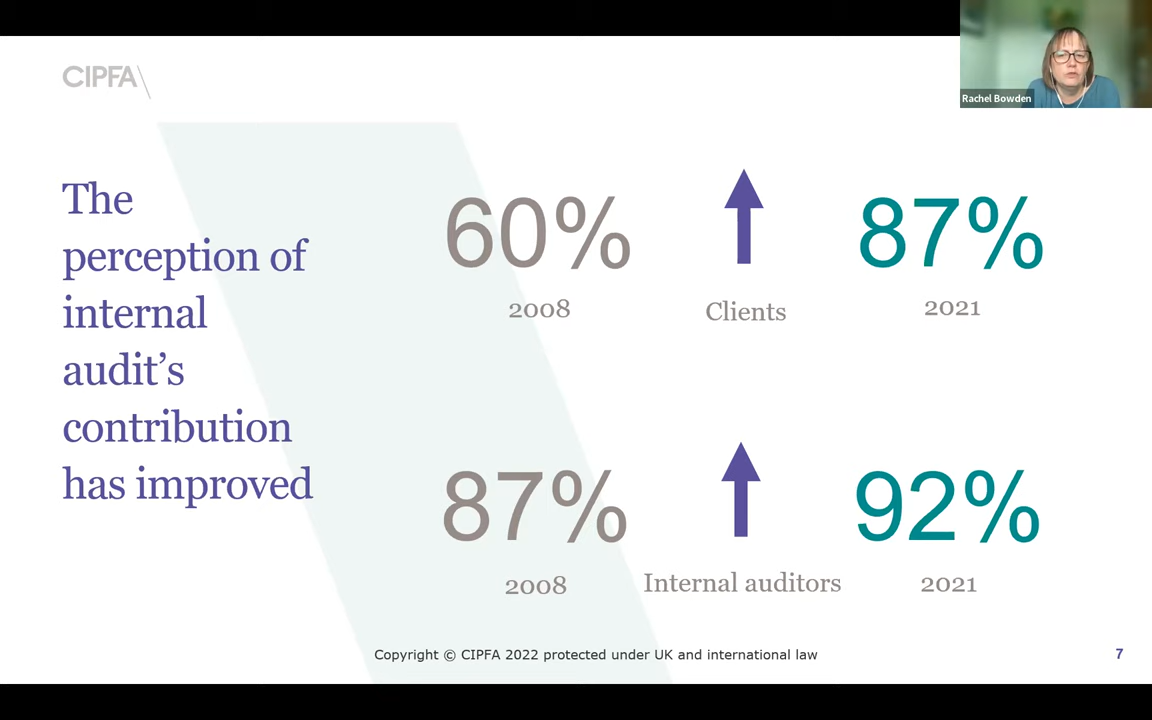 CIPFA
Rachel Bowden
The
perception of
internal
audit's
contribution
has improved
60%
2008
Clients
87%
2021
87%
2008
Internal auditors
92%
2021
Copyright © CIPFA 2022 protected under UK and international law
7